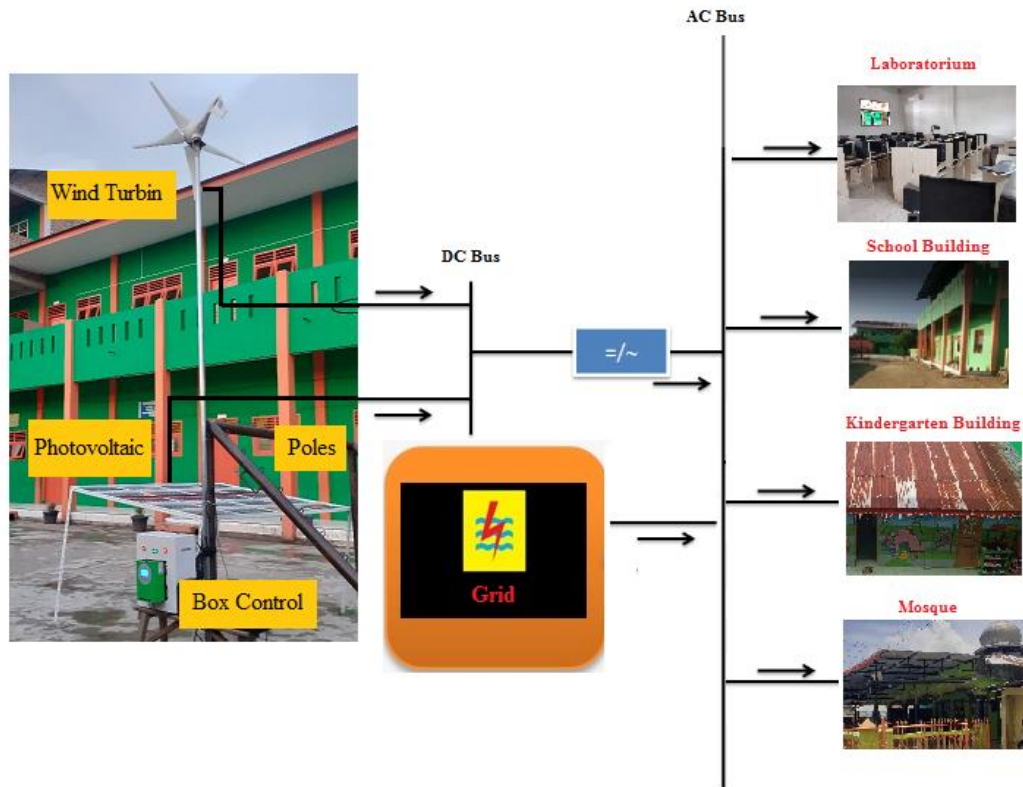 AC Bus
Laboratorium
Wind Turbin
School Building
DC Bus
=/~
Kindergarten Building
Photovoltaic
Poles
Grid
Box Control
Mosque